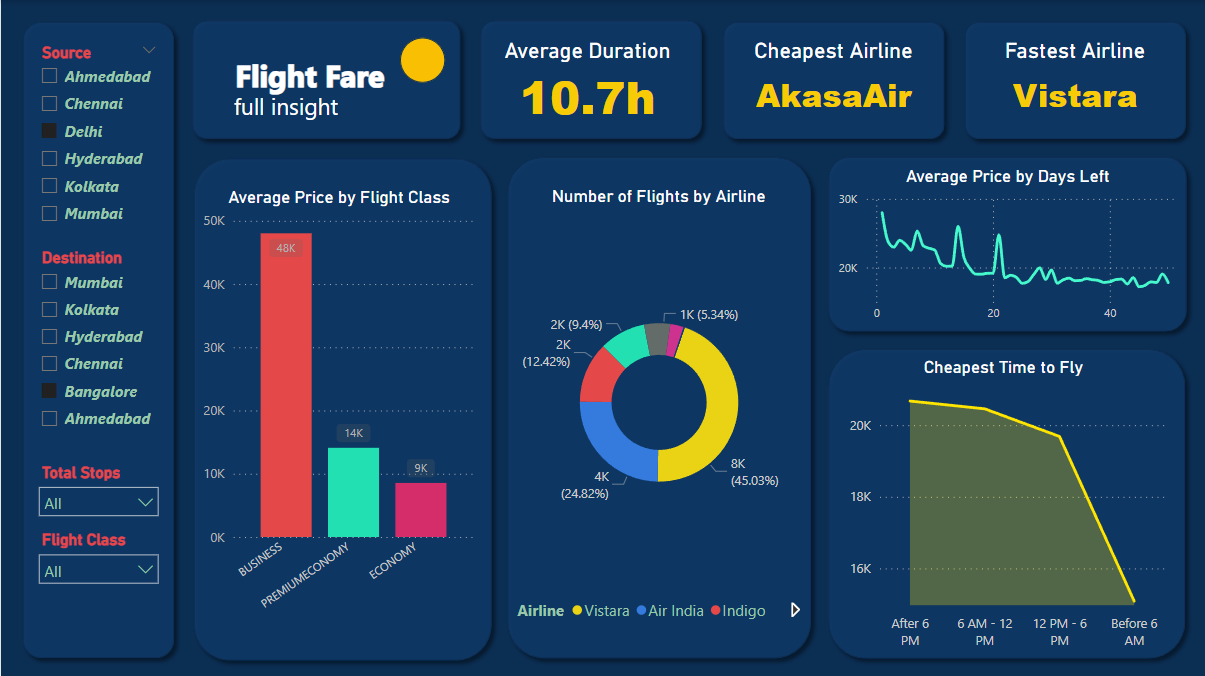 Source
Ahmedabad
Chennai
Delhi
Hyderabad
Kolkata
Mumbai
Destination
Mumbai
Kolkata
Hyderabad
Chennai
Bangalore
Ahmedabad
Total Stops
All
Flight Class
All
Flight Fare
full insight
Average Duration
10.7h
Cheapest Airline
AkasaAir
Fastest Airline
Vistara
Average Price by Flight Class
50K
40K
30K
20K
10K
0K
48K
14K
9K
BUSINESS
PREMIUMECONOMY
ECONOMY
Number of Flights by Airline
1K (5.34%)
2K (9.4%)
2K
(12.42%)
4K
(24.82%)
8K
(45.03%)
Airline Vistara Air India Indigo
Average Price by Days Left
30K
20K
0 20 40
Cheapest Time to Fly
20K
18K
16K
After 6
PM
6 AM - 12
PM
12 PM - 6
PM
Before 6
AM